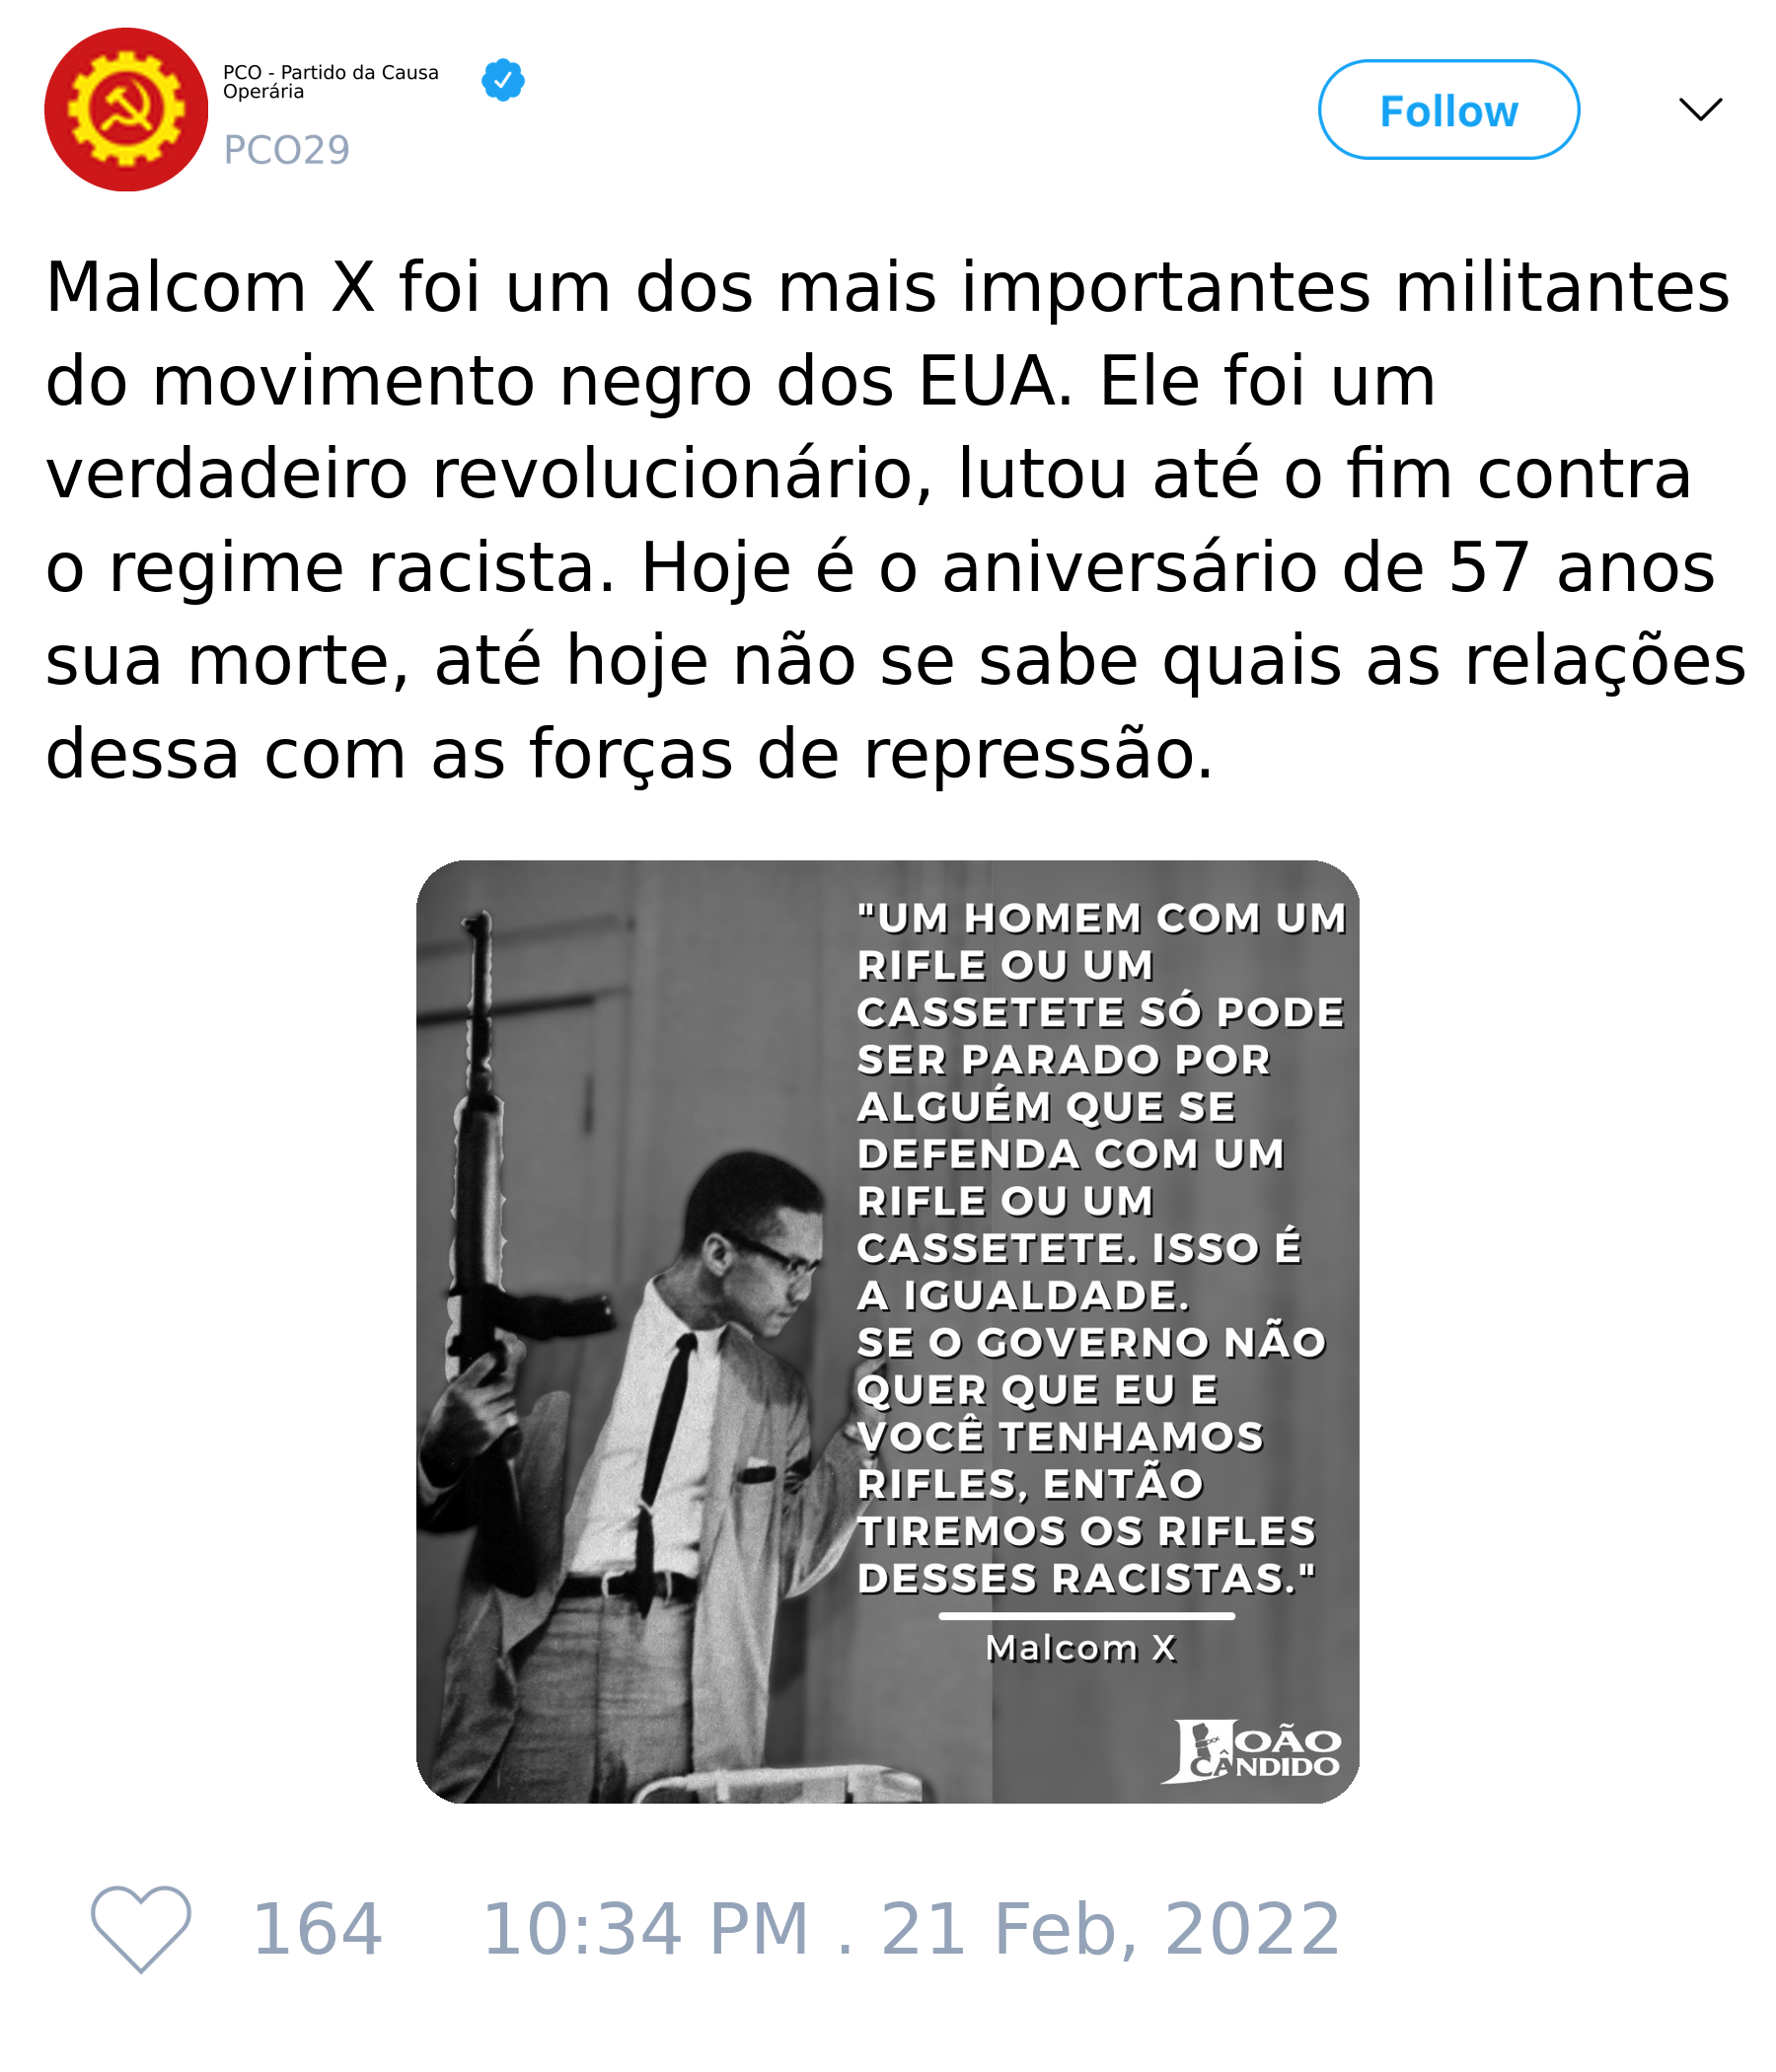 PCO - Partido da Causa
Operária
PCO29
Follow
Malcom X foi um dos mais importantes militantes
do movimento negro dos EUA. Ele foi um
verdadeiro revolucionário, lutou até o fim contra
o regime racista. Hoje é o aniversário de 57 anos
sua morte, até hoje não se sabe quais as relações
dessa com as forças de repressão.
"UM HOMEM COM UM
RIFLE OU UM
CASSETETE SÓ PODE
SER PARADO POR
ALGUÉM QUE SE
DEFENDA COM UM
RIFLE OU UM
CASSETETE. ISSO É
A IGUALDADE.
SE O GOVERNO NÃO
QUER QUE EU E
VOCÊ TENHAMOS
RIFLES, ENTÃO
TIREMOS OS RIFLES
DESSES RACISTAS."
Malcom X
JOÃO
CÂNDIDO
164 10:34 PM . 21 Feb, 2022